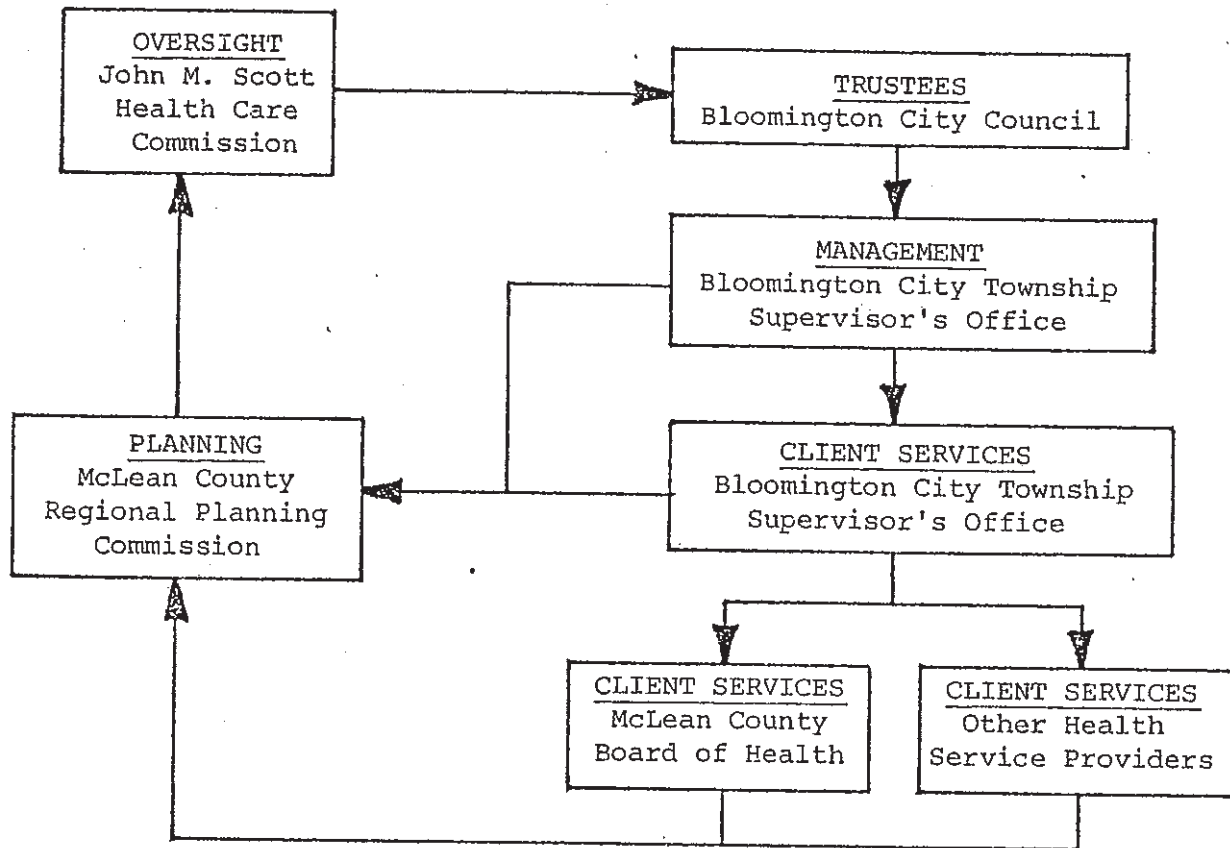 OVERSIGHT
John M. Scott
Health Care
Commission
TRUSTEES
Bloomington City Council
MANAGEMENT
Bloomington City Township
Supervisor's Office
PLANNING
McLean County
Regional Planning
Commission
CLIENT SERVICES
Bloomington City Township
Supervisor's Office
CLIENT SERVICES
McLean County
Board of Health
CLIENT SERVICES
Other Health
Service Providers